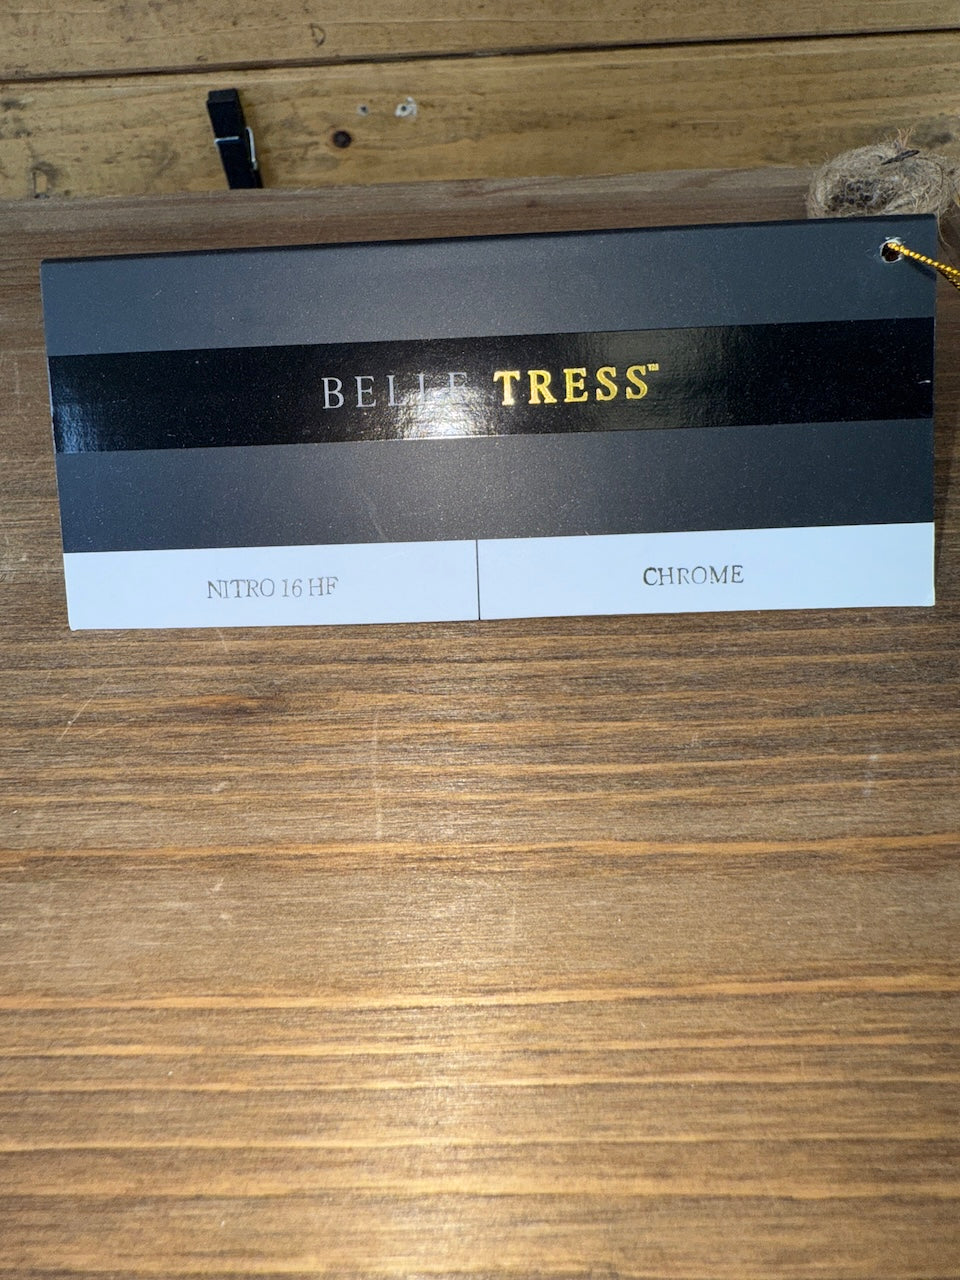 BELLE TRESS™
NITRO 16 HF
CHROME